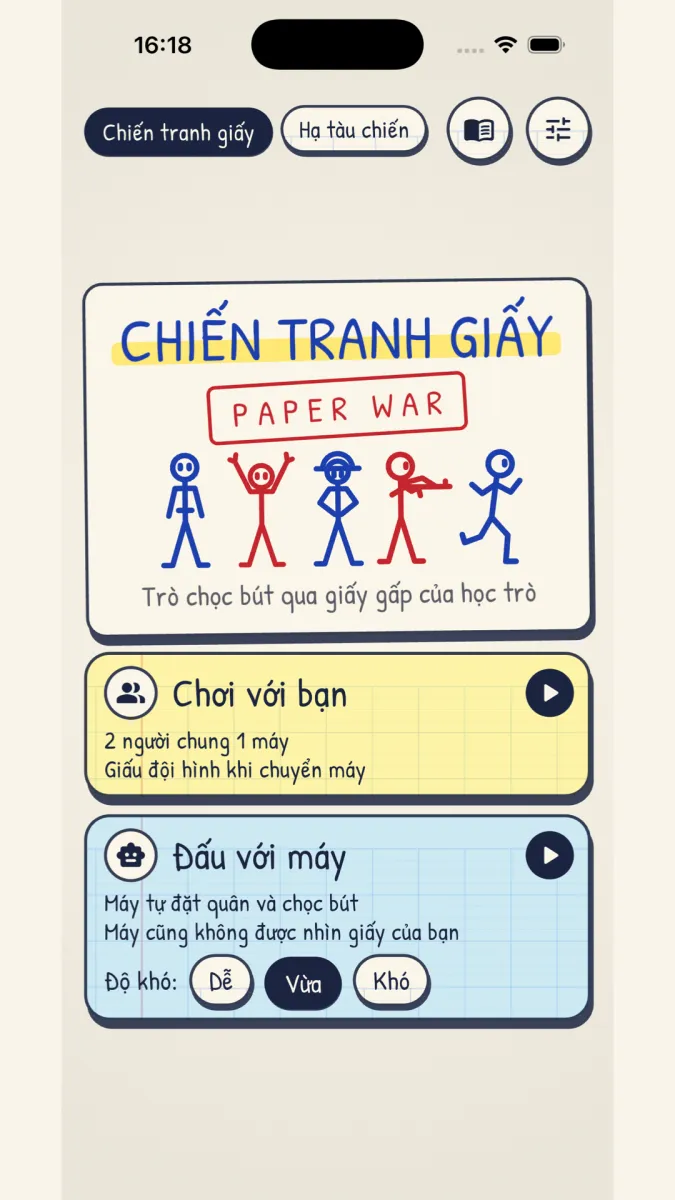 16:18
Chiến tranh giấy
Hạ tàu chiến
CHIẾN TRANH GIẤY
PAPER WAR
Trò chọc bút qua giấy gấp của học trò
Chơi với bạn
2 người chung 1 máy
Giấu đội hình khi chuyển máy
Đấu với máy
Máy tự đặt quân và chọc bút
Máy cũng không được nhìn giấy của bạn
Độ khó: Dễ Vừa Khó